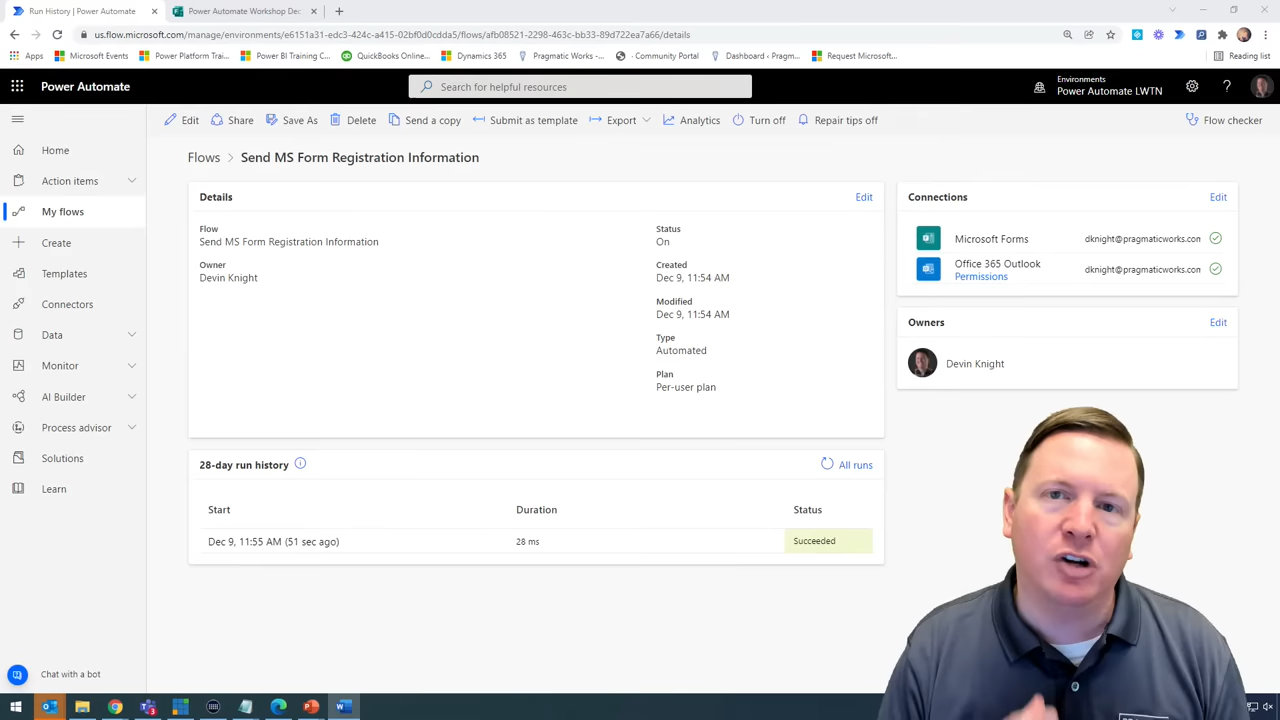 Run History | Power Automate
Power Automate Workshop Dec
us.flow.microsoft.com/manage/environments/e6151a31-edc3-424c-a415-02bf0d0cdda5/flows/afb08521-2298-463c-bb33-89d722ea7a66/details
Apps
Microsoft Events
Power Platform Trai...
Power BI Training C...
QuickBooks Online...
Dynamics 365
Pragmatic Works -...
· Community Portal
Dashboard ‹ Pragm...
Request Microsoft...
Reading list
Power Automate
Search for helpful resources
Environments
Power Automate LWTN
Edit
Share
Save As
Delete
Send a copy
Submit as template
Export
Analytics
Turn off
Repair tips off
Flow checker
Home
Action items
My flows
Create
Templates
Connectors
Data
Monitor
AI Builder
Process advisor
Solutions
Learn
Chat with a bot
Flows > Send MS Form Registration Information
Details
Edit
Flow
Send MS Form Registration Information
Owner
Devin Knight
Status
On
Created
Dec 9, 11:54 AM
Modified
Dec 9, 11:54 AM
Type
Automated
Plan
Per-user plan
Connections
Edit
Microsoft Forms
dknight@pragmaticworks.con
Office 365 Outlook
Permissions
dknight@pragmaticworks.con
Owners
Edit
Devin Knight
28-day run history
All runs
Start
Duration
Status
Dec 9, 11:55 AM (51 sec ago)
28 ms
Succeeded